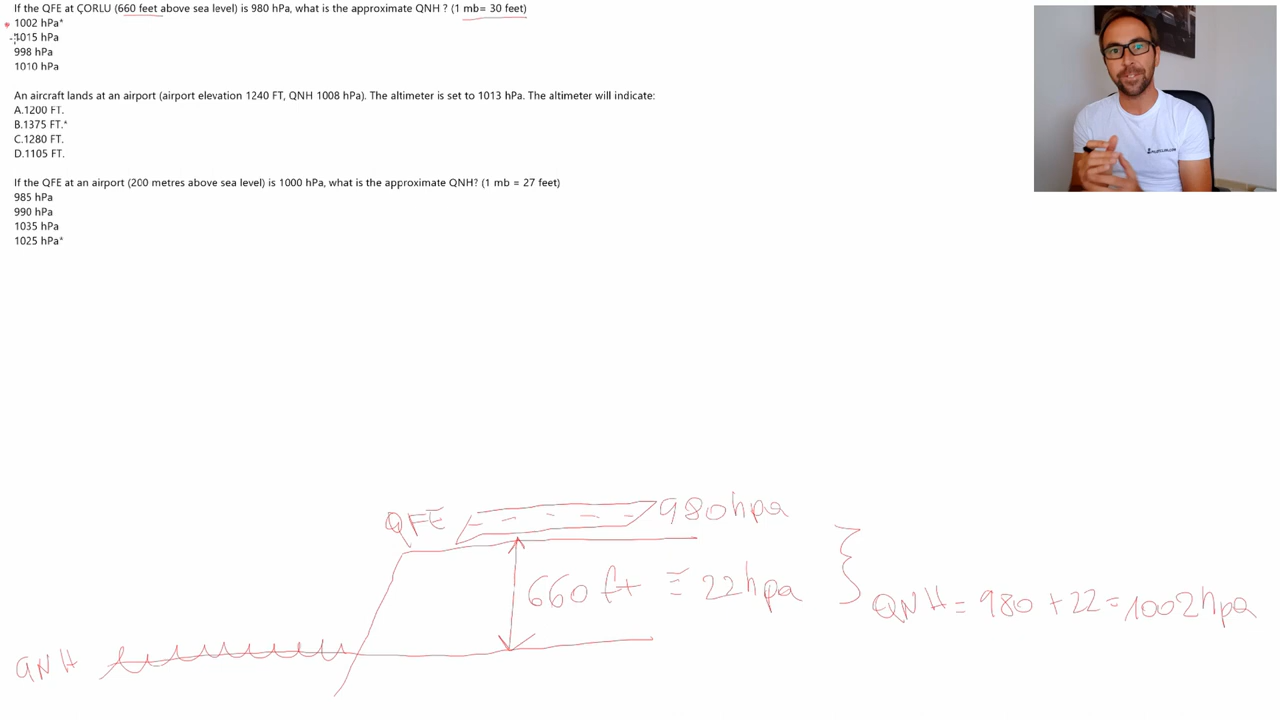 If the QFE at ÇORLU (660 feet above sea level) is 980 hPa, what is the approximate QNH ? (1 mb= 30 feet)
1002 hPa*
1015 hPa
998 hPa
1010 hPa
An aircraft lands at an airport (airport elevation 1240 FT, QNH 1008 hPa). The altimeter is set to 1013 hPa. The altimeter will indicate:
A.1200 FT.
B.1375 FT.*
C.1280 FT.
D.1105 FT.
If the QFE at an airport (200 metres above sea level) is 1000 hPa, what is the approximate QNH? (1 mb = 27 feet)
985 hPa
990 hPa
1035 hPa
1025 hPa*
QFE 980hpa
660 ft ≡ 22hpa
QNH = 980 + 22 = 1002hpa
QNH